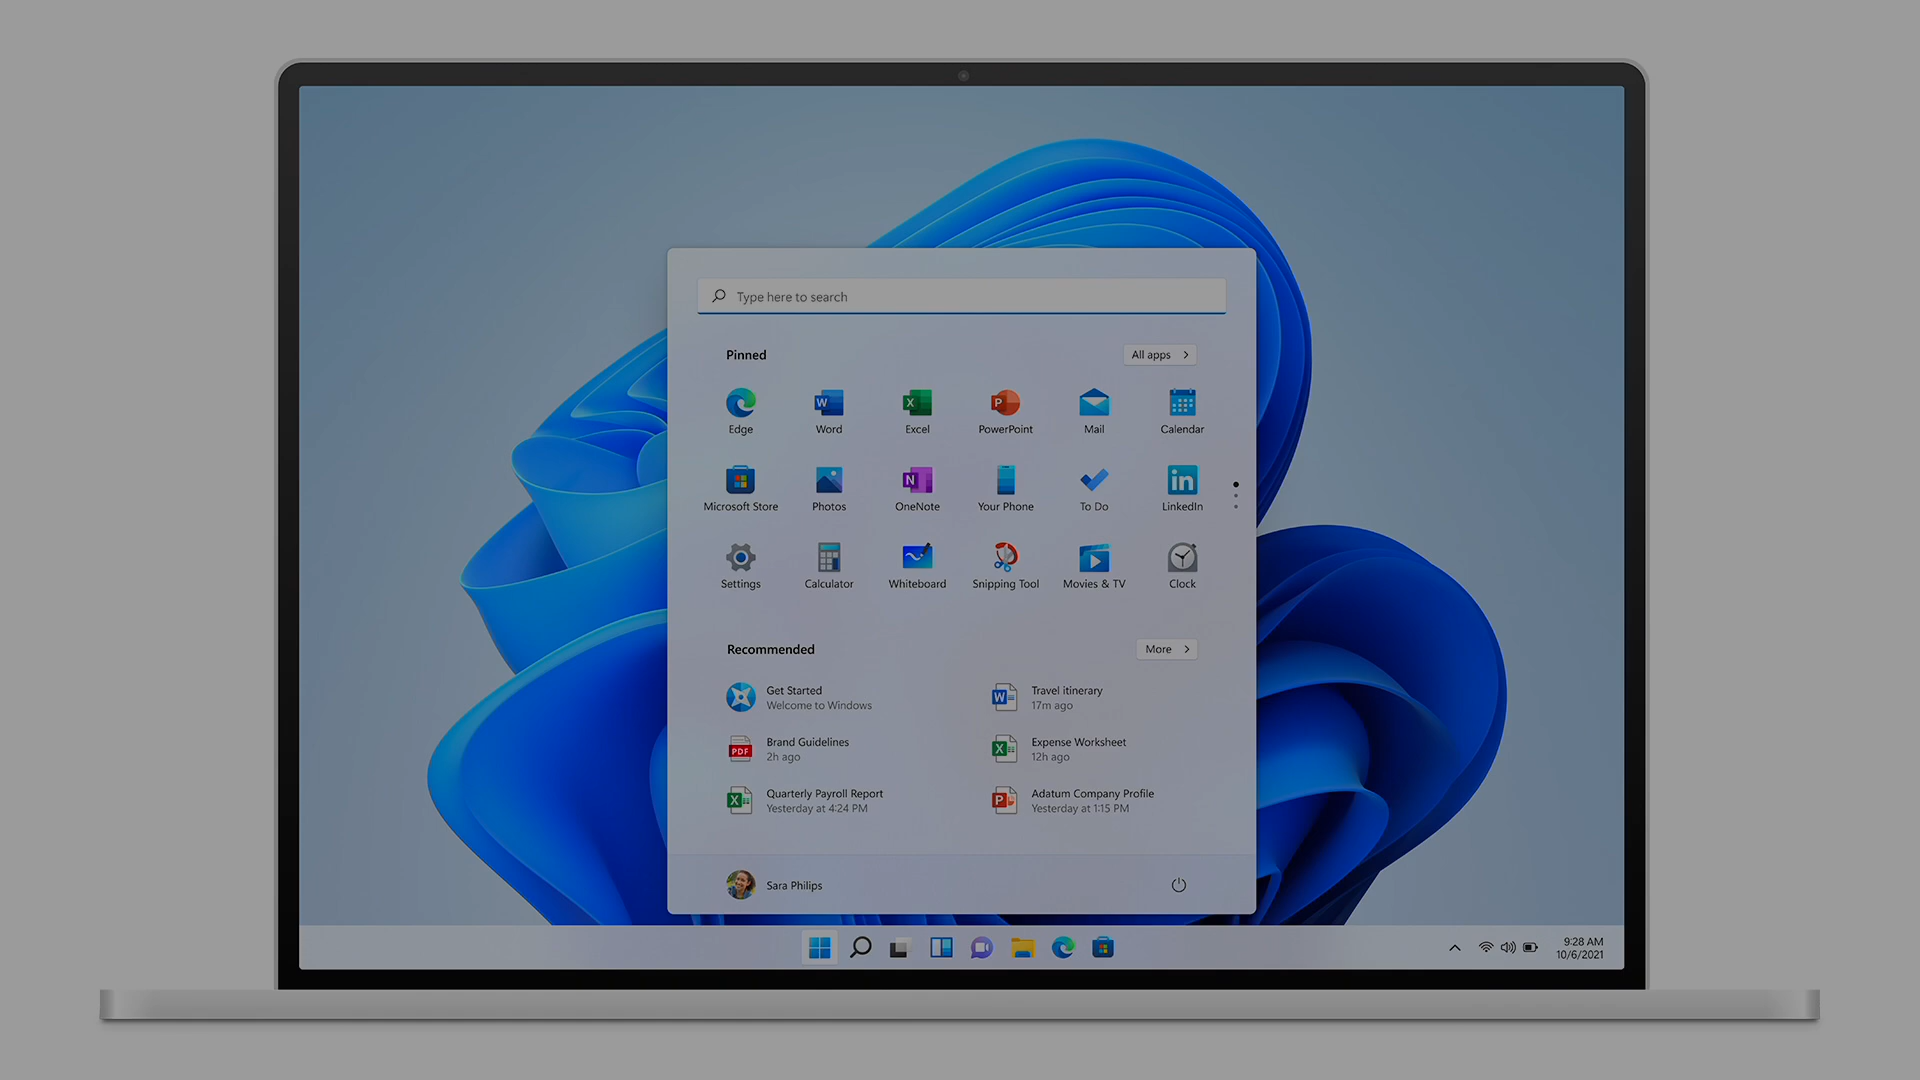 Type here to search
Pinned
All apps
Edge
Word
Excel
PowerPoint
Mail
Calendar
Microsoft Store
Photos
OneNote
Your Phone
To Do
LinkedIn
Settings
Calculator
Whiteboard
Snipping Tool
Movies & TV
Clock
Recommended
More
Get Started
Welcome to Windows
Travel itinerary
17m ago
Brand Guidelines
2h ago
Expense Worksheet
12h ago
Quarterly Payroll Report
Yesterday at 4:24 PM
Adatum Company Profile
Yesterday at 1:15 PM
Sara Philips
9:28 AM
10/6/2021